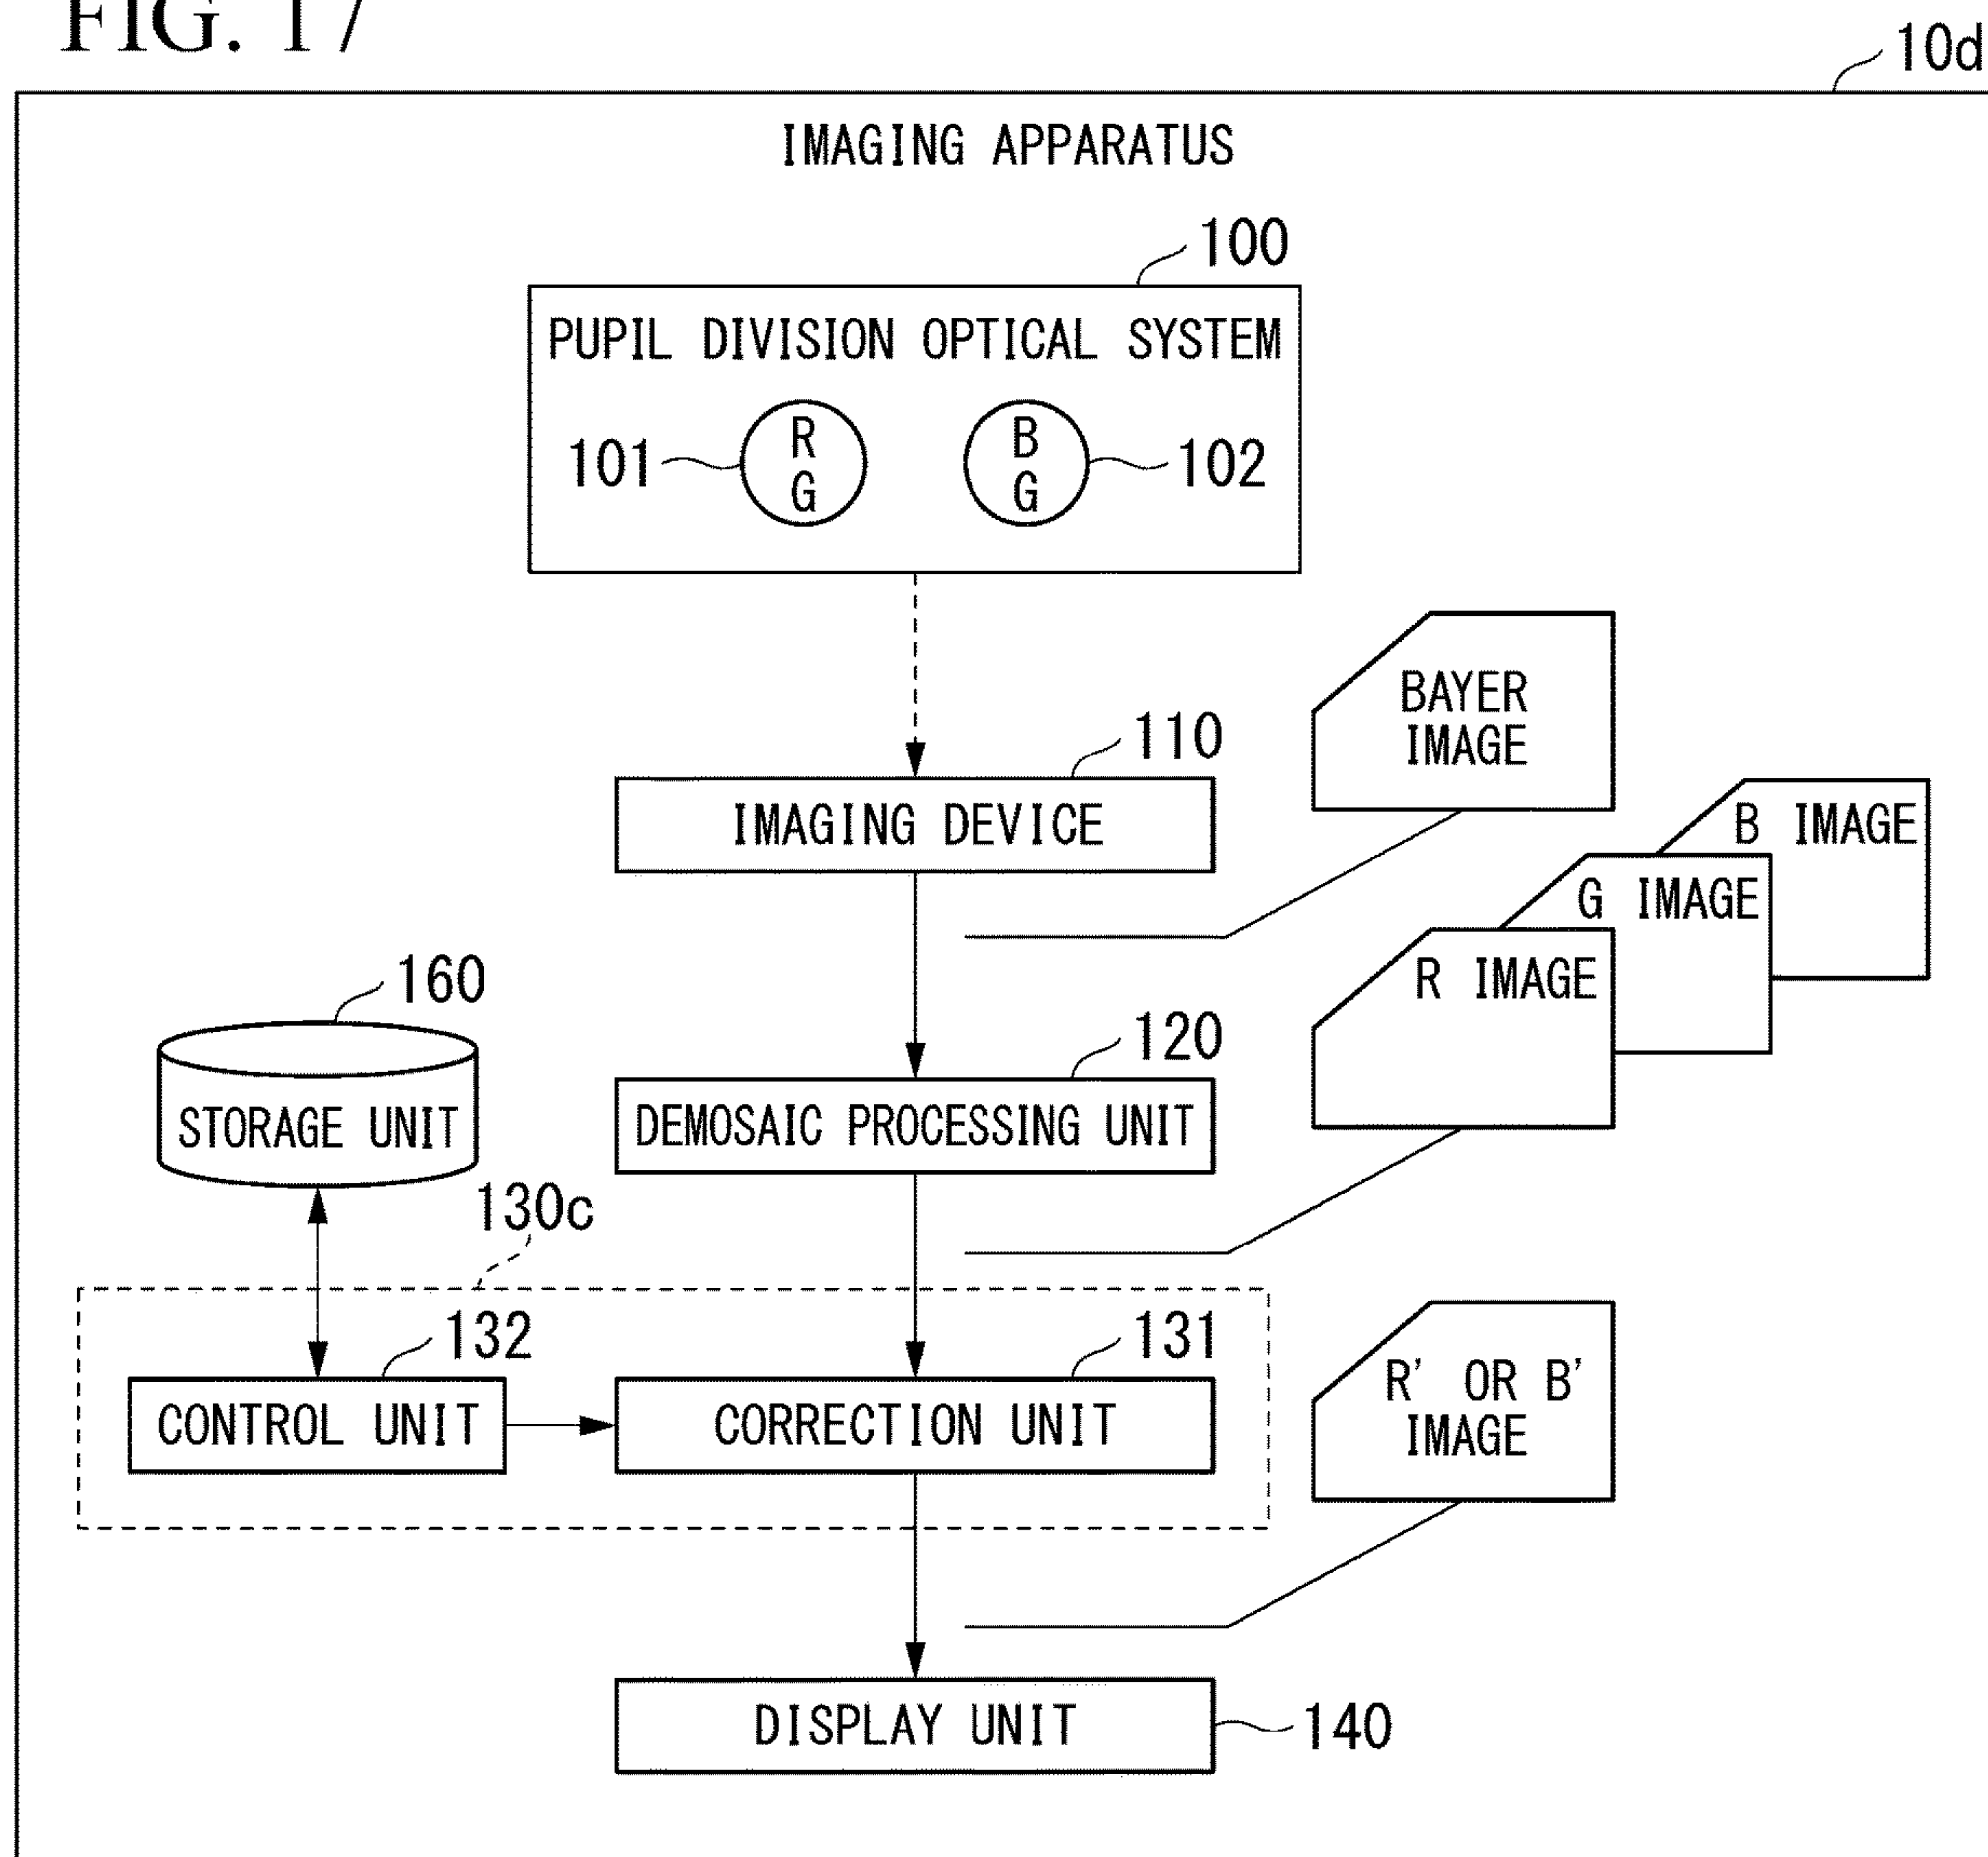 FIG. 17
10d
IMAGING APPARATUS
100
PUPIL DIVISION OPTICAL SYSTEM
101
R
G
B
G
102
BAYER
IMAGE
110
IMAGING DEVICE
B IMAGE
G IMAGE
R IMAGE
160
STORAGE UNIT
120
DEMOSAIC PROCESSING UNIT
130c
132
CONTROL UNIT
131
CORRECTION UNIT
R' OR B'
IMAGE
DISPLAY UNIT
140